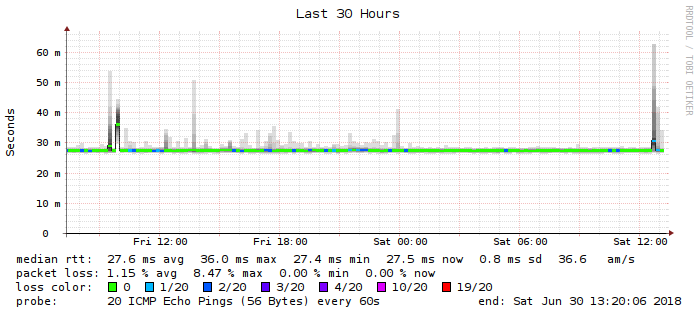 Last 30 Hours
RRDTOOL / TOBI OETIKER
Seconds
60 m
50 m
40 m
30 m
20 m
10 m
0
Fri 12:00 Fri 18:00 Sat 00:00 Sat 06:00 Sat 12:00
median rtt: 27.6 ms avg 36.0 ms max 27.4 ms min 27.5 ms now 0.8 ms sd 36.6 am/s
packet loss: 1.15 % avg 8.47 % max 0.00 % min 0.00 % now
loss color: 0 1/20 2/20 3/20 4/20 10/20 19/20
probe: 20 ICMP Echo Pings (56 Bytes) every 60s end: Sat Jun 30 13:20:06 2018